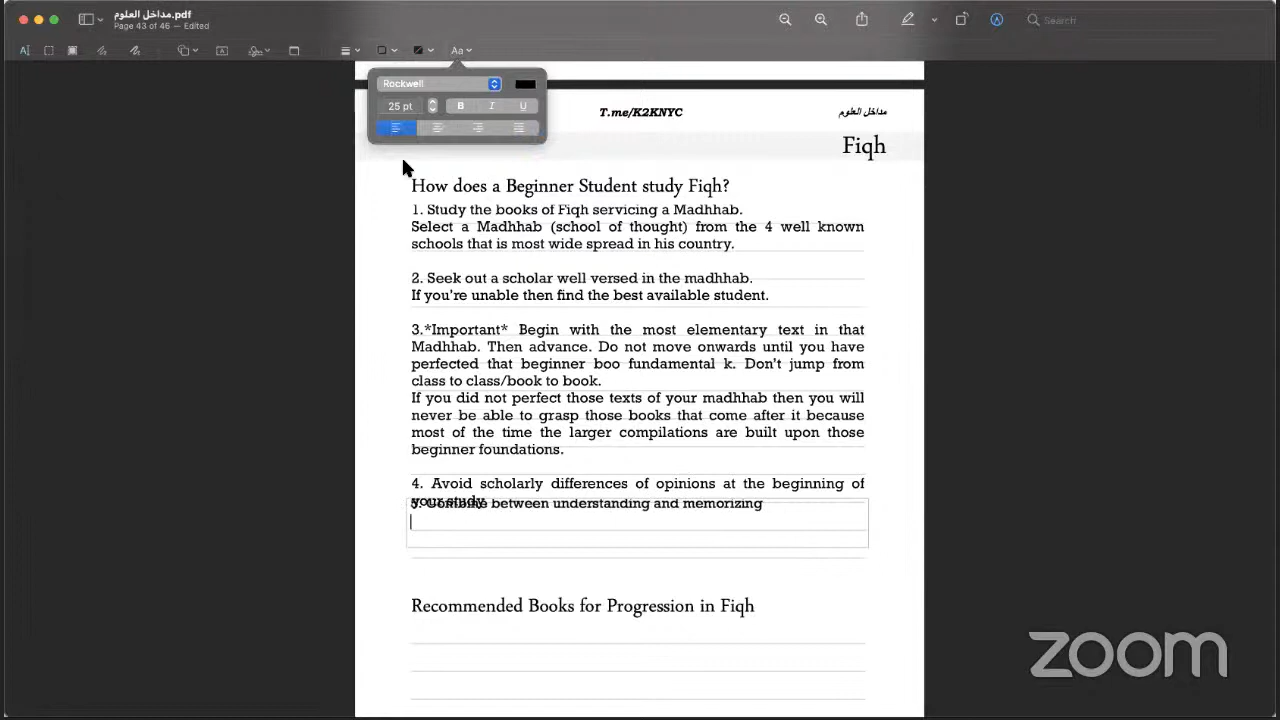 مداخل العلوم.pdf
Page 43 of 46 — Edited
Search
Aa
Rockwell
25 pt
B I U
T.me/K2KNYC
مداخل العلوم
Fiqh
How does a Beginner Student study Fiqh?
1. Study the books of Fiqh servicing a Madhhab.
Select a Madhhab (school of thought) from the 4 well known
schools that is most wide spread in his country.
2. Seek out a scholar well versed in the madhhab.
If you're unable then find the best available student.
3.*Important* Begin with the most elementary text in that
Madhhab. Then advance. Do not move onwards until you have
perfected that beginner boo fundamental k. Don't jump from
class to class/book to book.
If you did not perfect those texts of your madhhab then you will
never be able to grasp those books that come after it because
most of the time the larger compilations are built upon those
beginner foundations.
4. Avoid scholarly differences of opinions at the beginning of
your study.
5. Combine between understanding and memorizing
Recommended Books for Progression in Fiqh
zoom